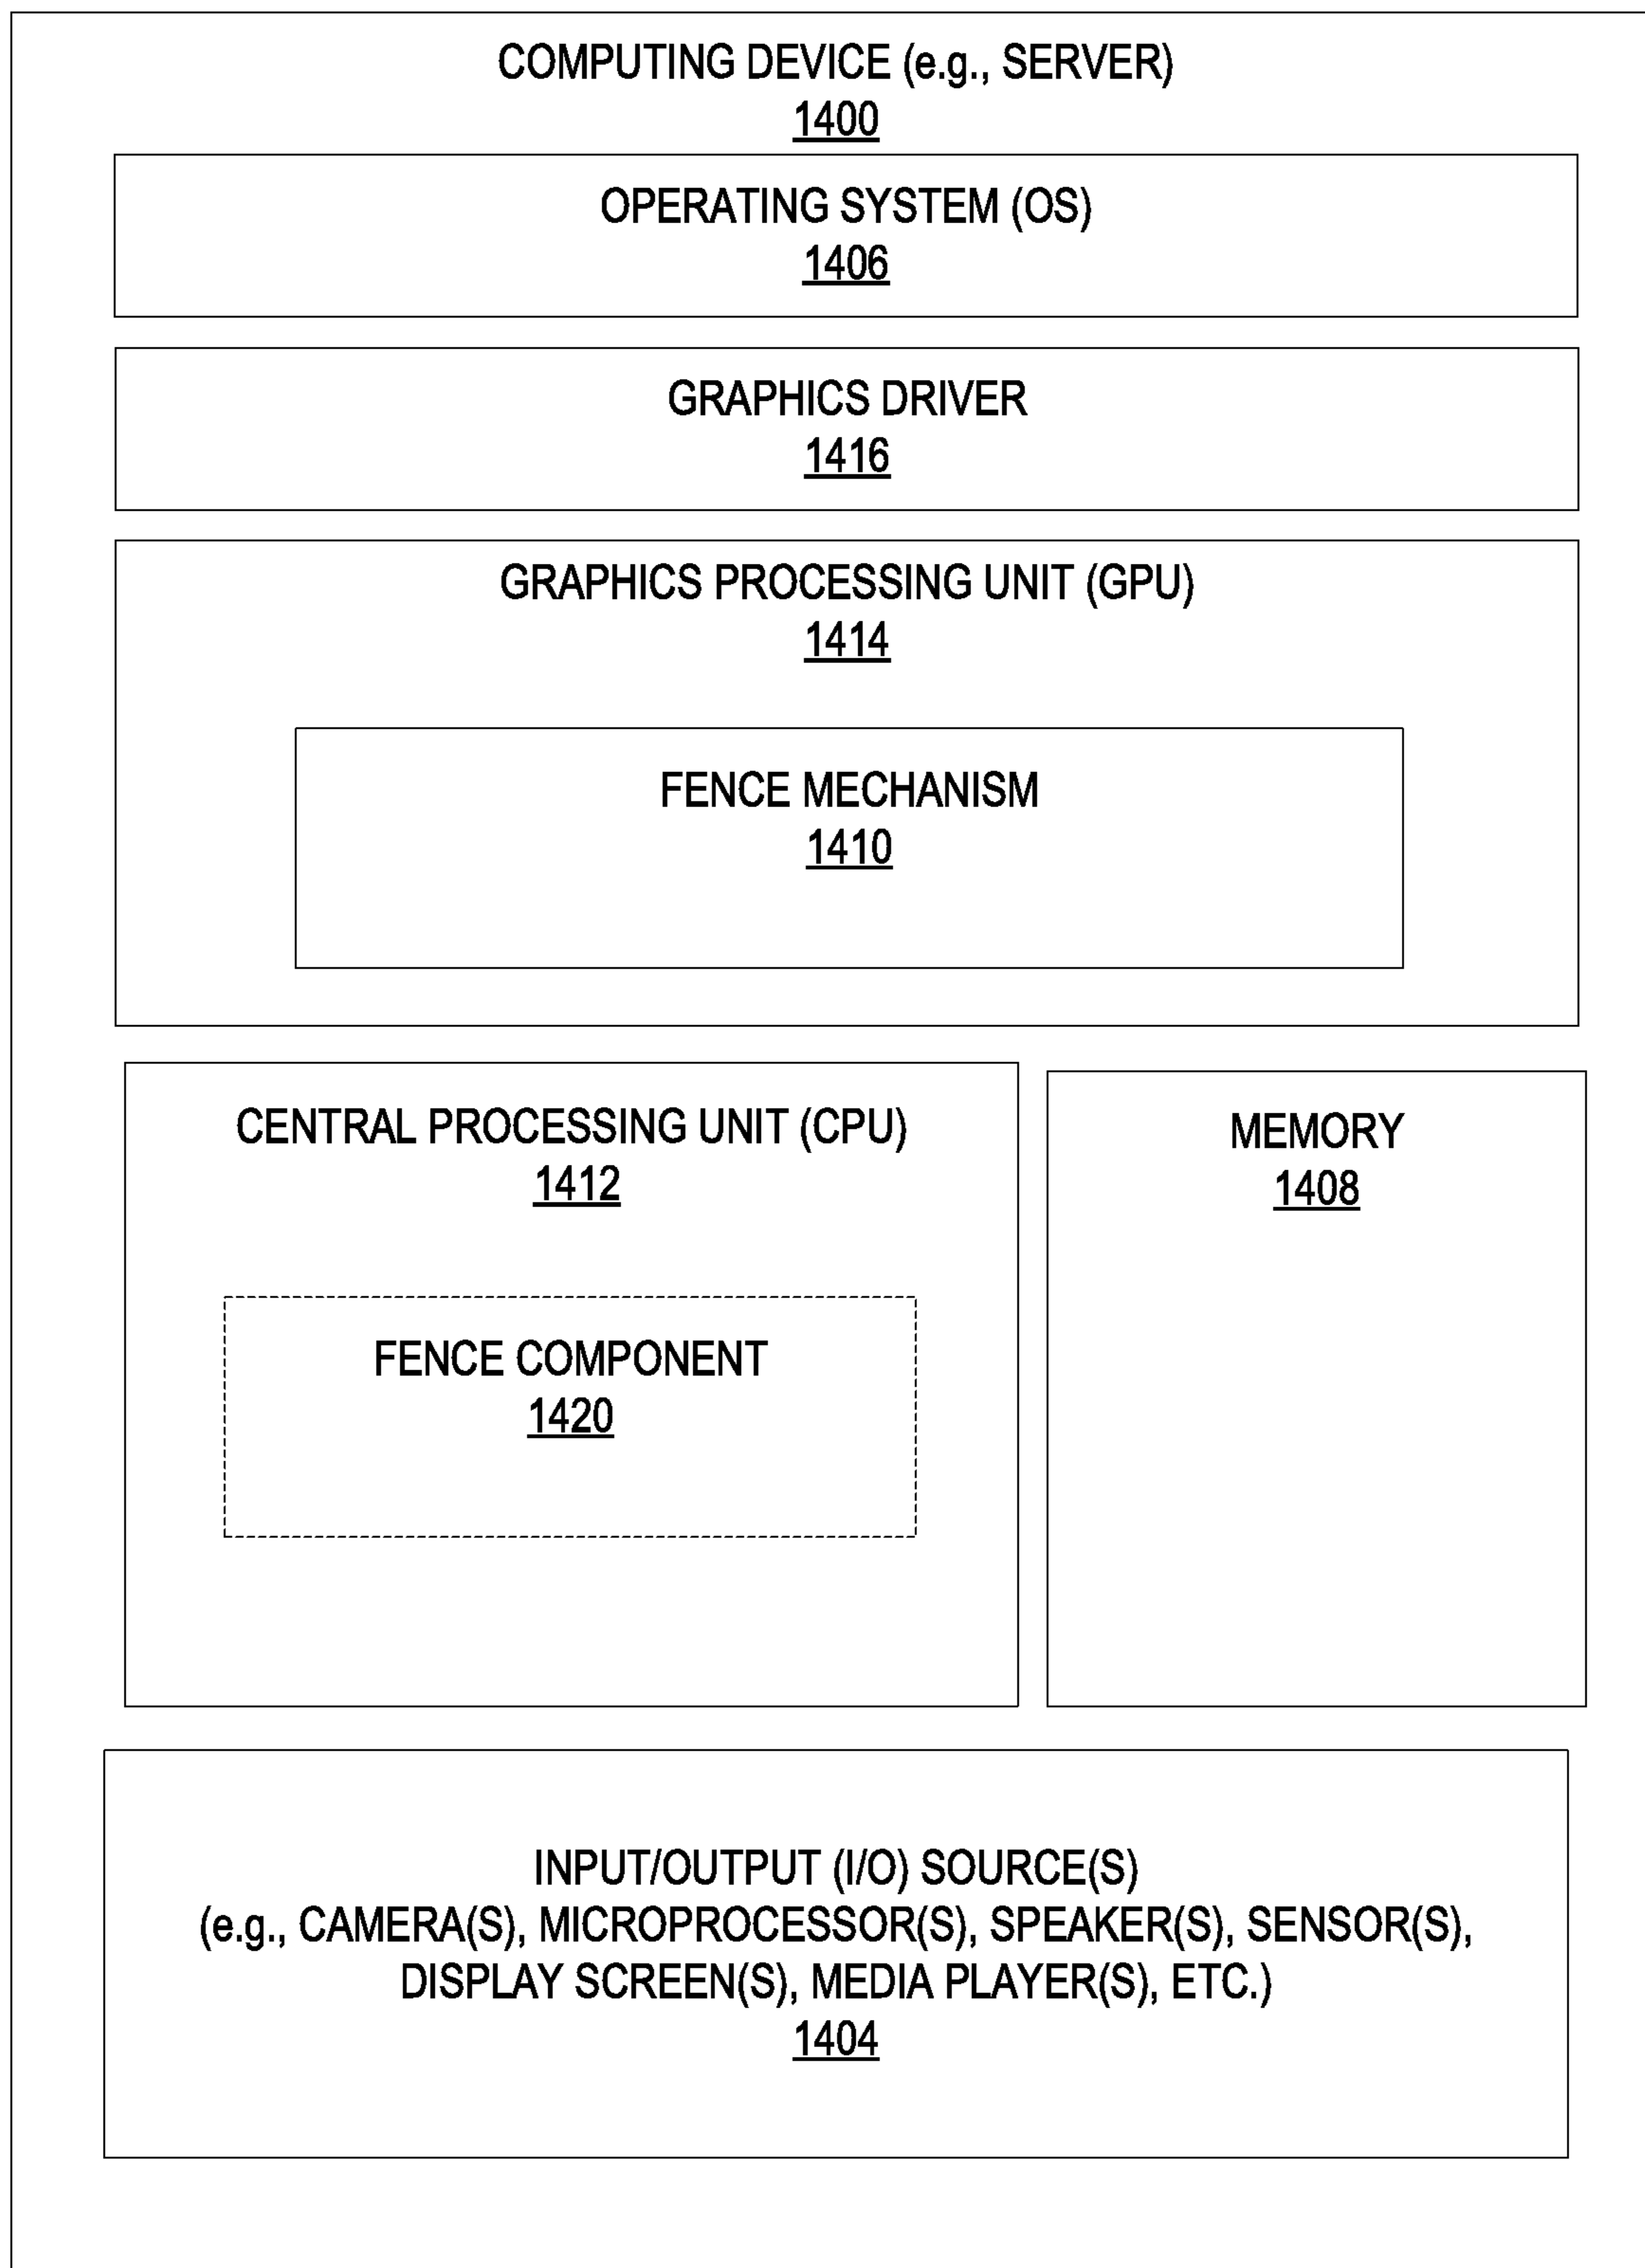 COMPUTING DEVICE (e.g., SERVER)
1400
OPERATING SYSTEM (OS)
1406
GRAPHICS DRIVER
1416
GRAPHICS PROCESSING UNIT (GPU)
1414
FENCE MECHANISM
1410
CENTRAL PROCESSING UNIT (CPU)
1412
FENCE COMPONENT
1420
MEMORY
1408
INPUT/OUTPUT (I/O) SOURCE(S)
(e.g., CAMERA(S), MICROPROCESSOR(S), SPEAKER(S), SENSOR(S),
DISPLAY SCREEN(S), MEDIA PLAYER(S), ETC.)
1404